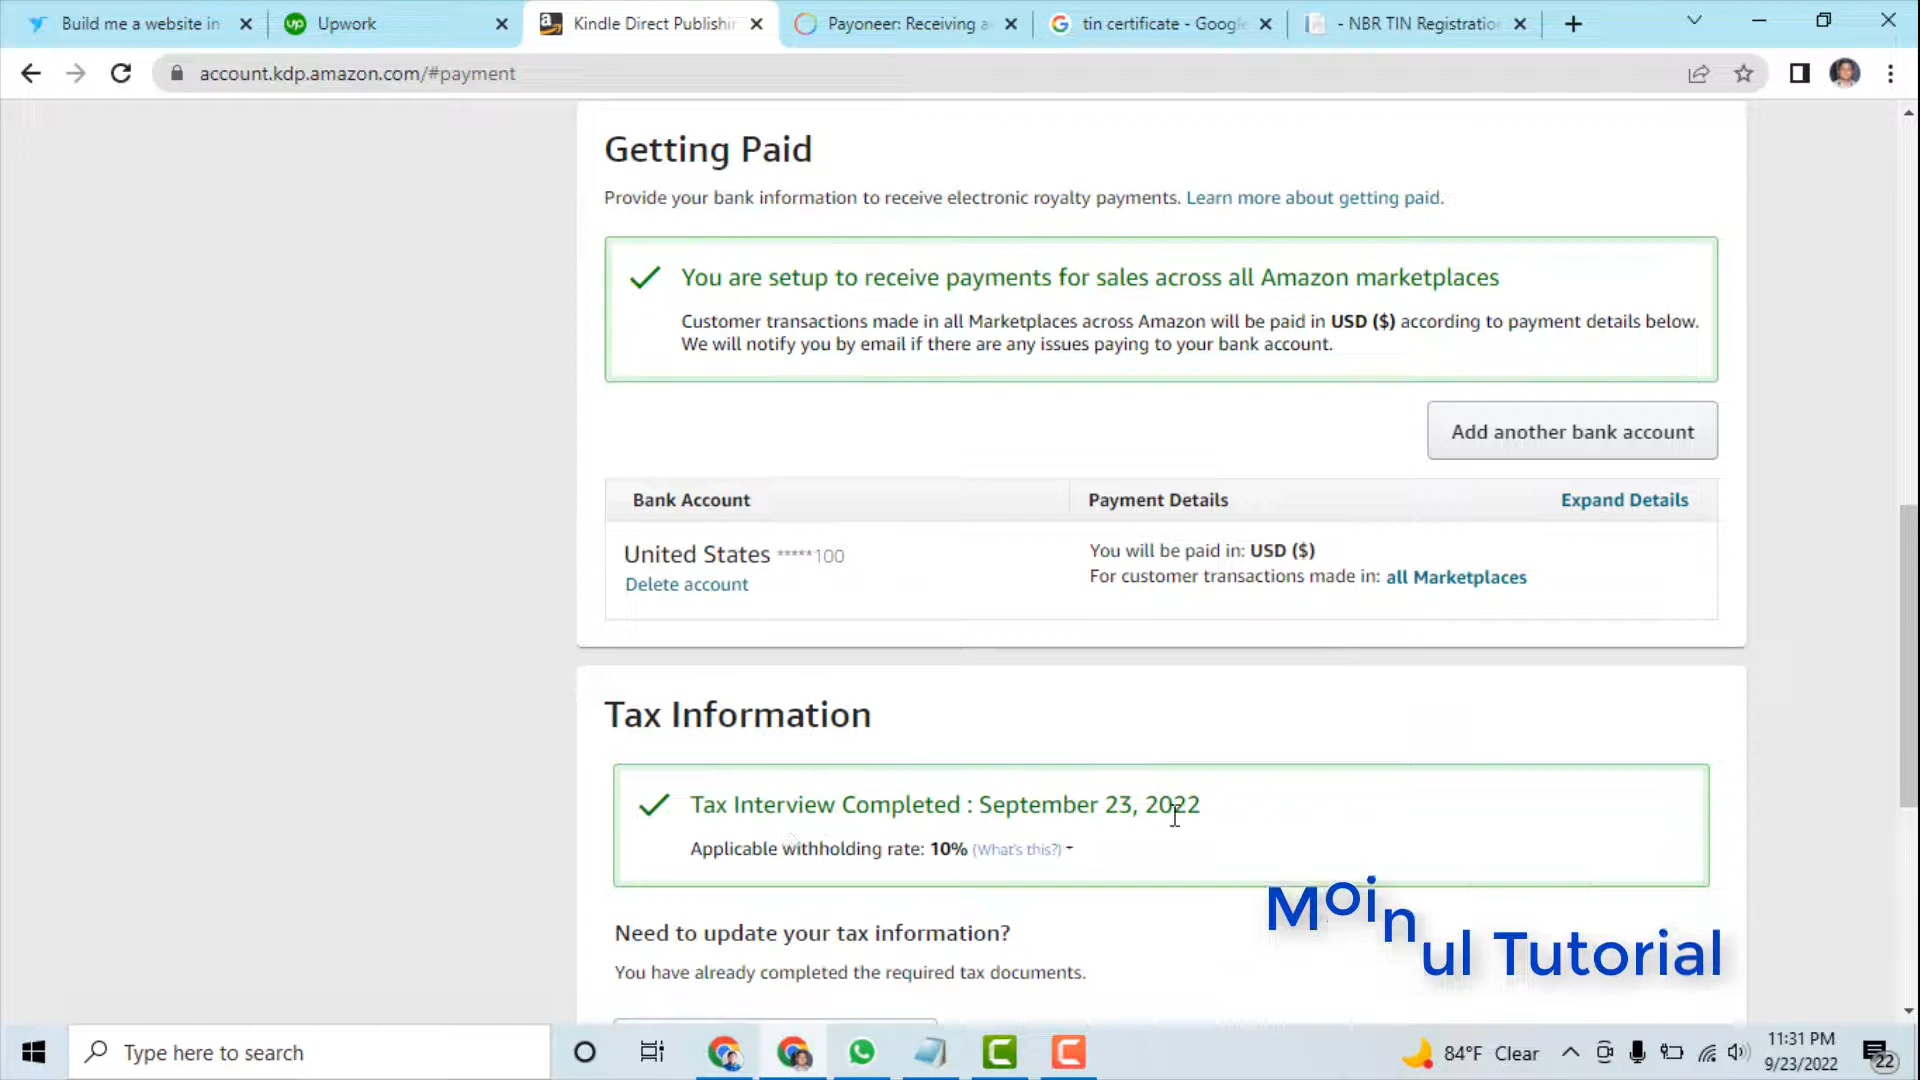 Build me a website in
Upwork
Kindle Direct Publishin
Payoneer: Receiving a
tin certificate - Google
- NBR TIN Registration
account.kdp.amazon.com/#payment
Getting Paid
Provide your bank information to receive electronic royalty payments. Learn more about getting paid.
You are setup to receive payments for sales across all Amazon marketplaces
Customer transactions made in all Marketplaces across Amazon will be paid in USD ($) according to payment details below.
We will notify you by email if there are any issues paying to your bank account.
Add another bank account
Bank Account
Payment Details
Expand Details
United States *****100
Delete account
You will be paid in: USD ($)
For customer transactions made in: all Marketplaces
Tax Information
Tax Interview Completed : September 23, 2022
Applicable withholding rate: 10% (What's this?)
Need to update your tax information?
You have already completed the required tax documents.
Moinul Tutorial
Type here to search
84°F Clear
11:31 PM
9/23/2022
22